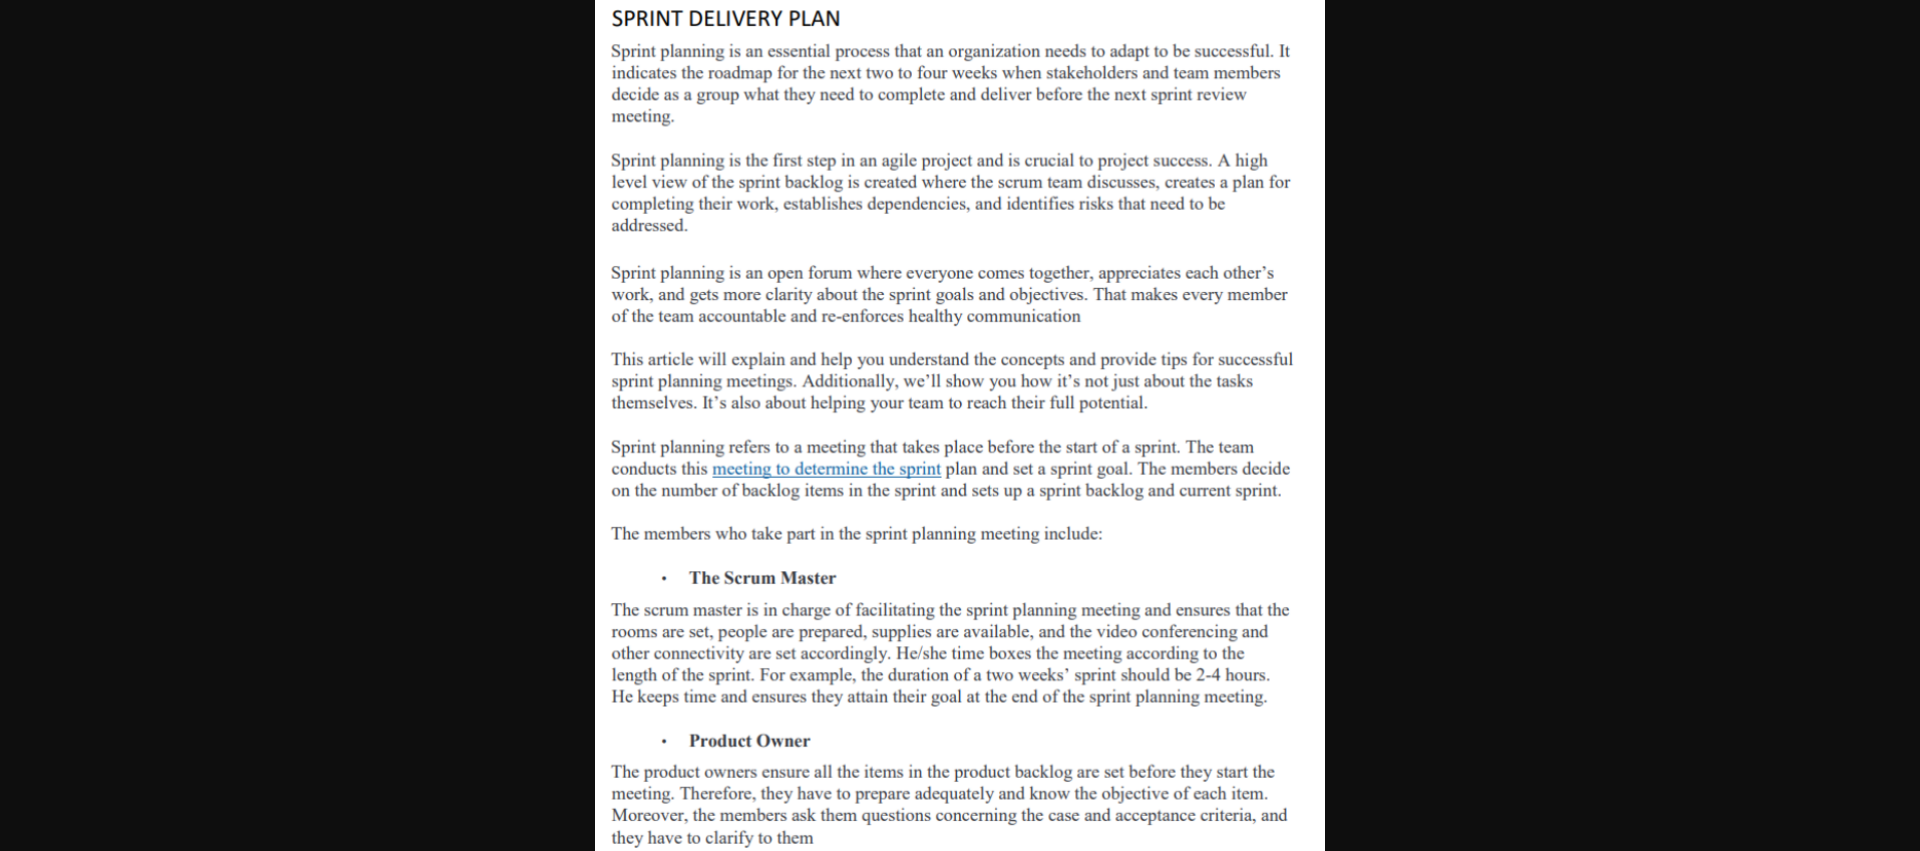 SPRINT DELIVERY PLAN
Sprint planning is an essential process that an organization needs to adapt to be successful. It
indicates the roadmap for the next two to four weeks when stakeholders and team members
decide as a group what they need to complete and deliver before the next sprint review
meeting.
Sprint planning is the first step in an agile project and is crucial to project success. A high
level view of the sprint backlog is created where the scrum team discusses, creates a plan for
completing their work, establishes dependencies, and identifies risks that need to be
addressed.
Sprint planning is an open forum where everyone comes together, appreciates each other’s
work, and gets more clarity about the sprint goals and objectives. That makes every member
of the team accountable and re-enforces healthy communication
This article will explain and help you understand the concepts and provide tips for successful
sprint planning meetings. Additionally, we’ll show you how it’s not just about the tasks
themselves. It’s also about helping your team to reach their full potential.
Sprint planning refers to a meeting that takes place before the start of a sprint. The team
conducts this meeting to determine the sprint plan and set a sprint goal. The members decide
on the number of backlog items in the sprint and sets up a sprint backlog and current sprint.
The members who take part in the sprint planning meeting include:
• The Scrum Master
The scrum master is in charge of facilitating the sprint planning meeting and ensures that the
rooms are set, people are prepared, supplies are available, and the video conferencing and
other connectivity are set accordingly. He/she time boxes the meeting according to the
length of the sprint. For example, the duration of a two weeks’ sprint should be 2-4 hours.
He keeps time and ensures they attain their goal at the end of the sprint planning meeting.
• Product Owner
The product owners ensure all the items in the product backlog are set before they start the
meeting. Therefore, they have to prepare adequately and know the objective of each item.
Moreover, the members ask them questions concerning the case and acceptance criteria, and
they have to clarify to them